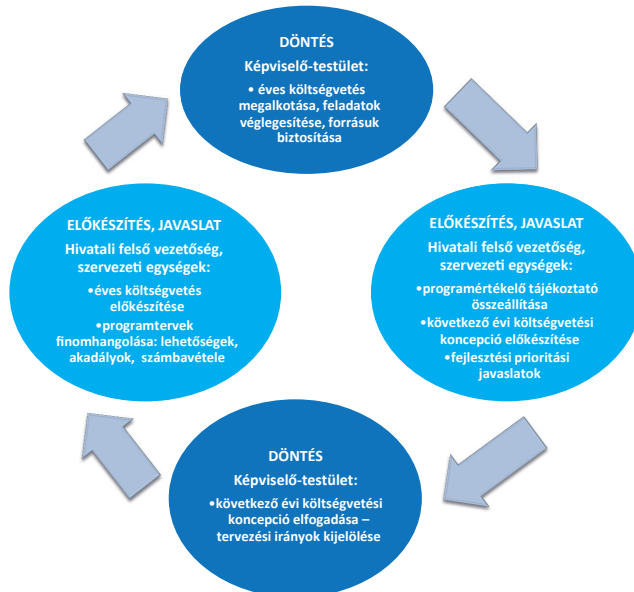 DÖNTÉS
Képviselő-testület:
• éves költségvetés
megalkotása, feladatok
véglegesítése, forrásuk
biztosítása
ELŐKÉSZÍTÉS, JAVASLAT
Hivatali felső vezetőség,
szervezeti egységek:
•programértékelő tájékoztató
összeállítása
•következő évi költségvetési
koncepció előkészítése
•fejlesztési prioritási
javaslatok
DÖNTÉS
Képviselő-testület:
•következő évi költségvetési
koncepció elfogadása –
tervezési irányok kijelölése
ELŐKÉSZÍTÉS, JAVASLAT
Hivatali felső vezetőség,
szervezeti egységek:
•éves költségvetés
előkészítése
•programtervek
finomhangolása: lehetőségek,
akadályok, számbavétele